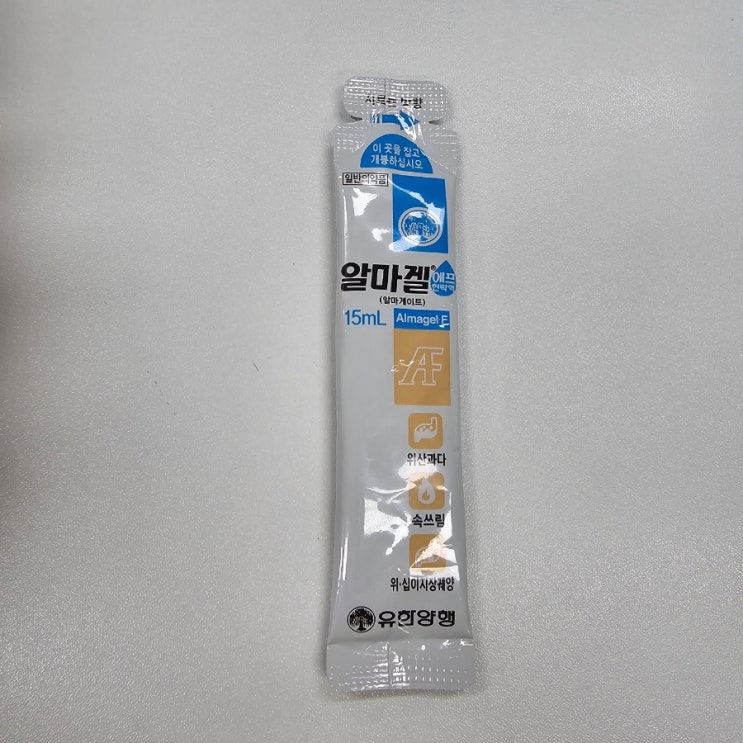 이 곳을 잡고
개봉하십시오
일반의약품
알마겔® 에프
현탁액
(알마게이트)
15mL Almagel F
AF
위산과다
속쓰림
위·십이지장궤양
유한양행